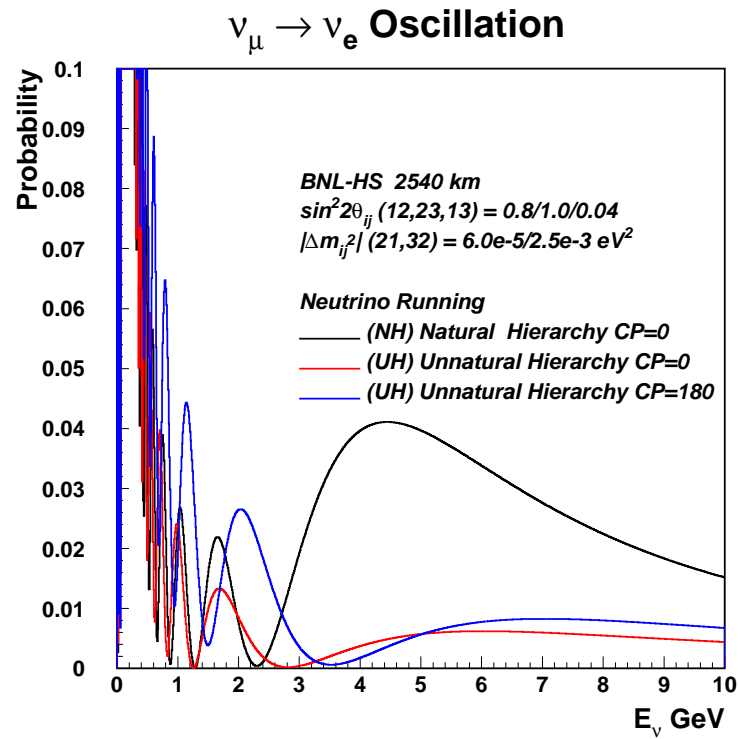 ν_μ → ν_e Oscillation
Probability
0.1
0.09
0.08
0.07
0.06
0.05
0.04
0.03
0.02
0.01
0
BNL-HS 2540 km
sin²2θ_ij (12,23,13) = 0.8/1.0/0.04
|Δm_ij²| (21,32) = 6.0e-5/2.5e-3 eV²
Neutrino Running
(NH) Natural Hierarchy CP=0
(UH) Unnatural Hierarchy CP=0
(UH) Unnatural Hierarchy CP=180
0 1 2 3 4 5 6 7 8 9 10
E_ν GeV